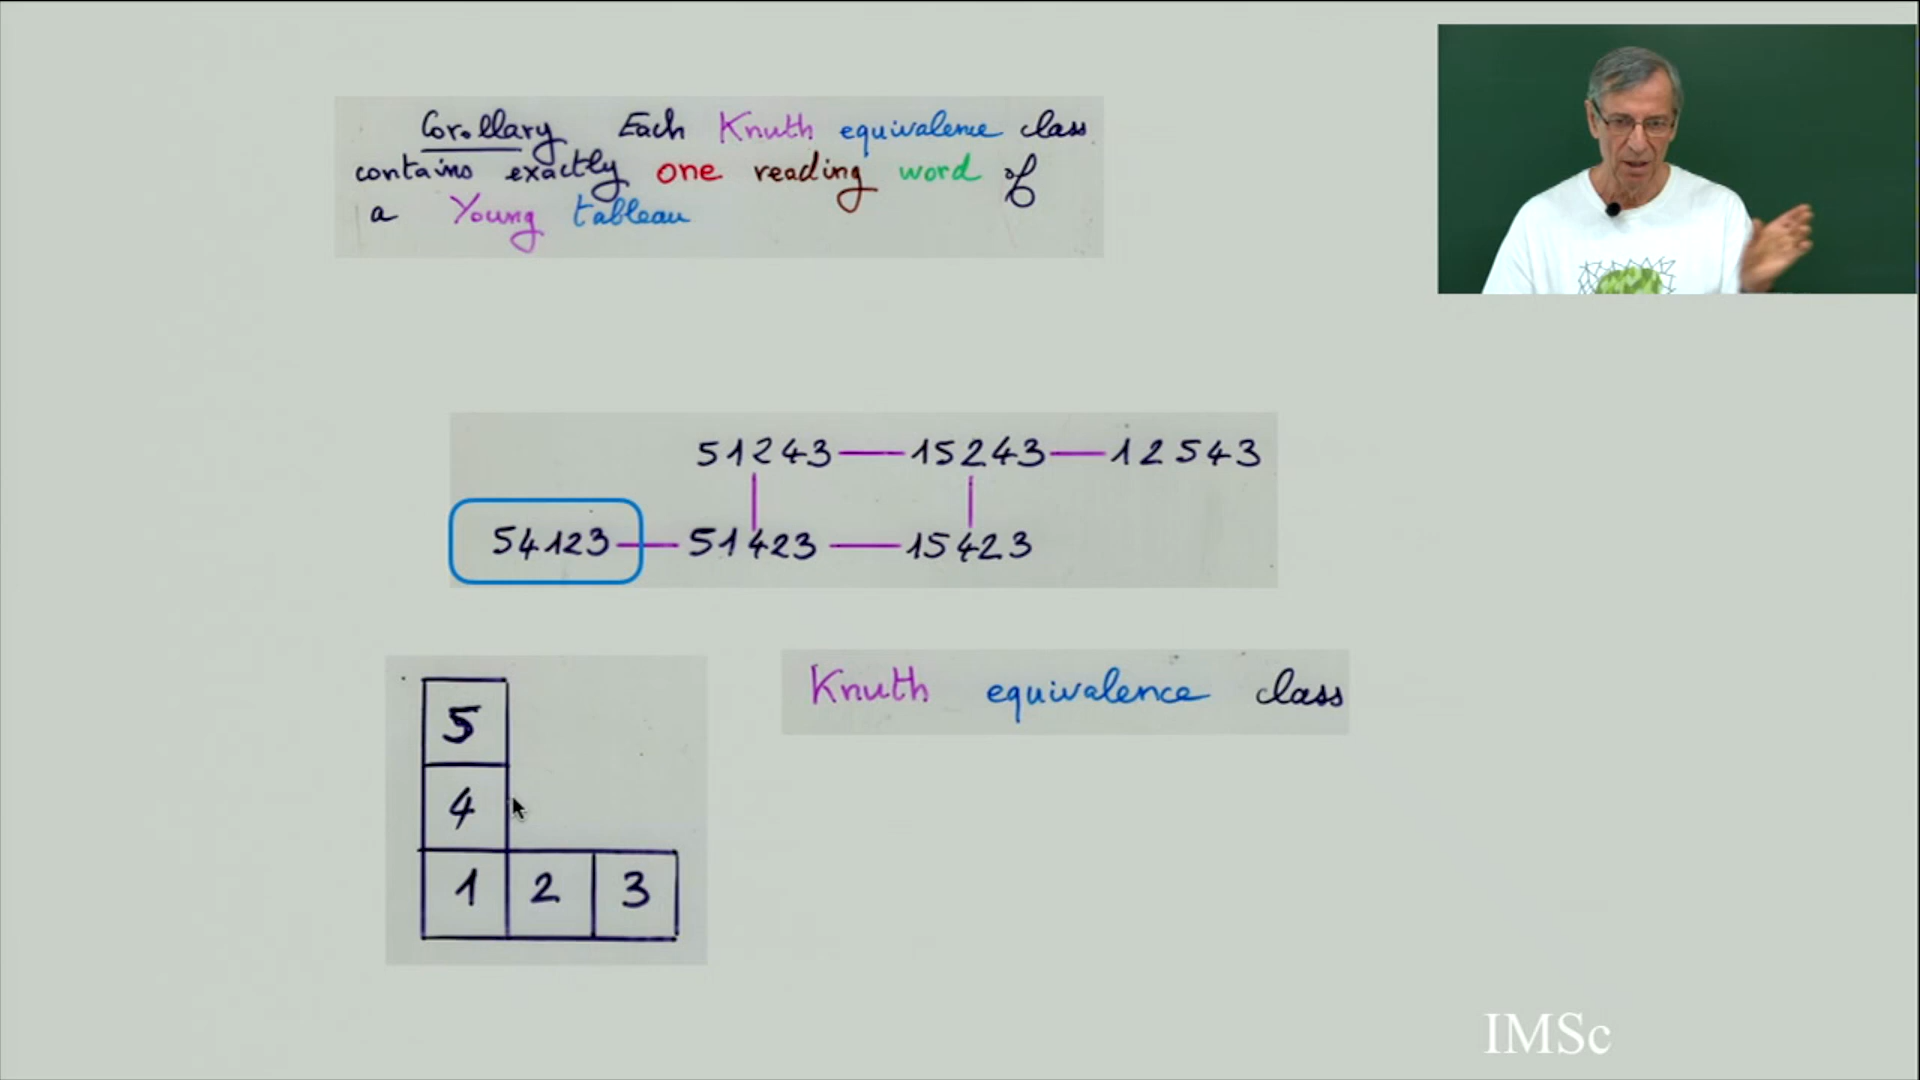 Corollary Each Knuth equivalence class
contains exactly one reading word of
a Young tableau
51243 15243 12543
54123 51423 15423
5
4
1 2 3
Knuth equivalence class
IMSc